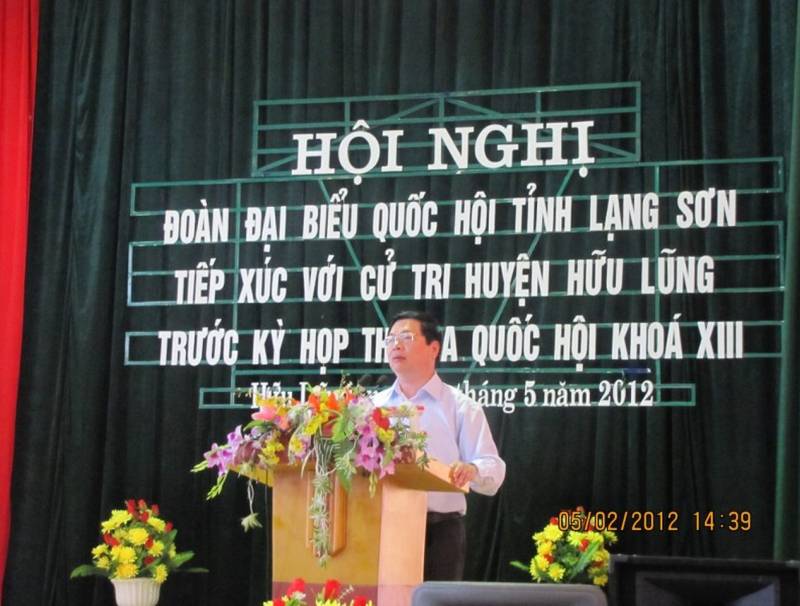 HỘI NGHỊ
ĐOÀN ĐẠI BIỂU QUỐC HỘI TỈNH LẠNG SƠN
TIẾP XÚC VỚI CỬ TRI HUYỆN HỮU LŨNG
TRƯỚC KỲ HỌP QUỐC HỘI KHOÁ XIII
Hữu tháng 5 năm 2012
05/02/2012 14:39